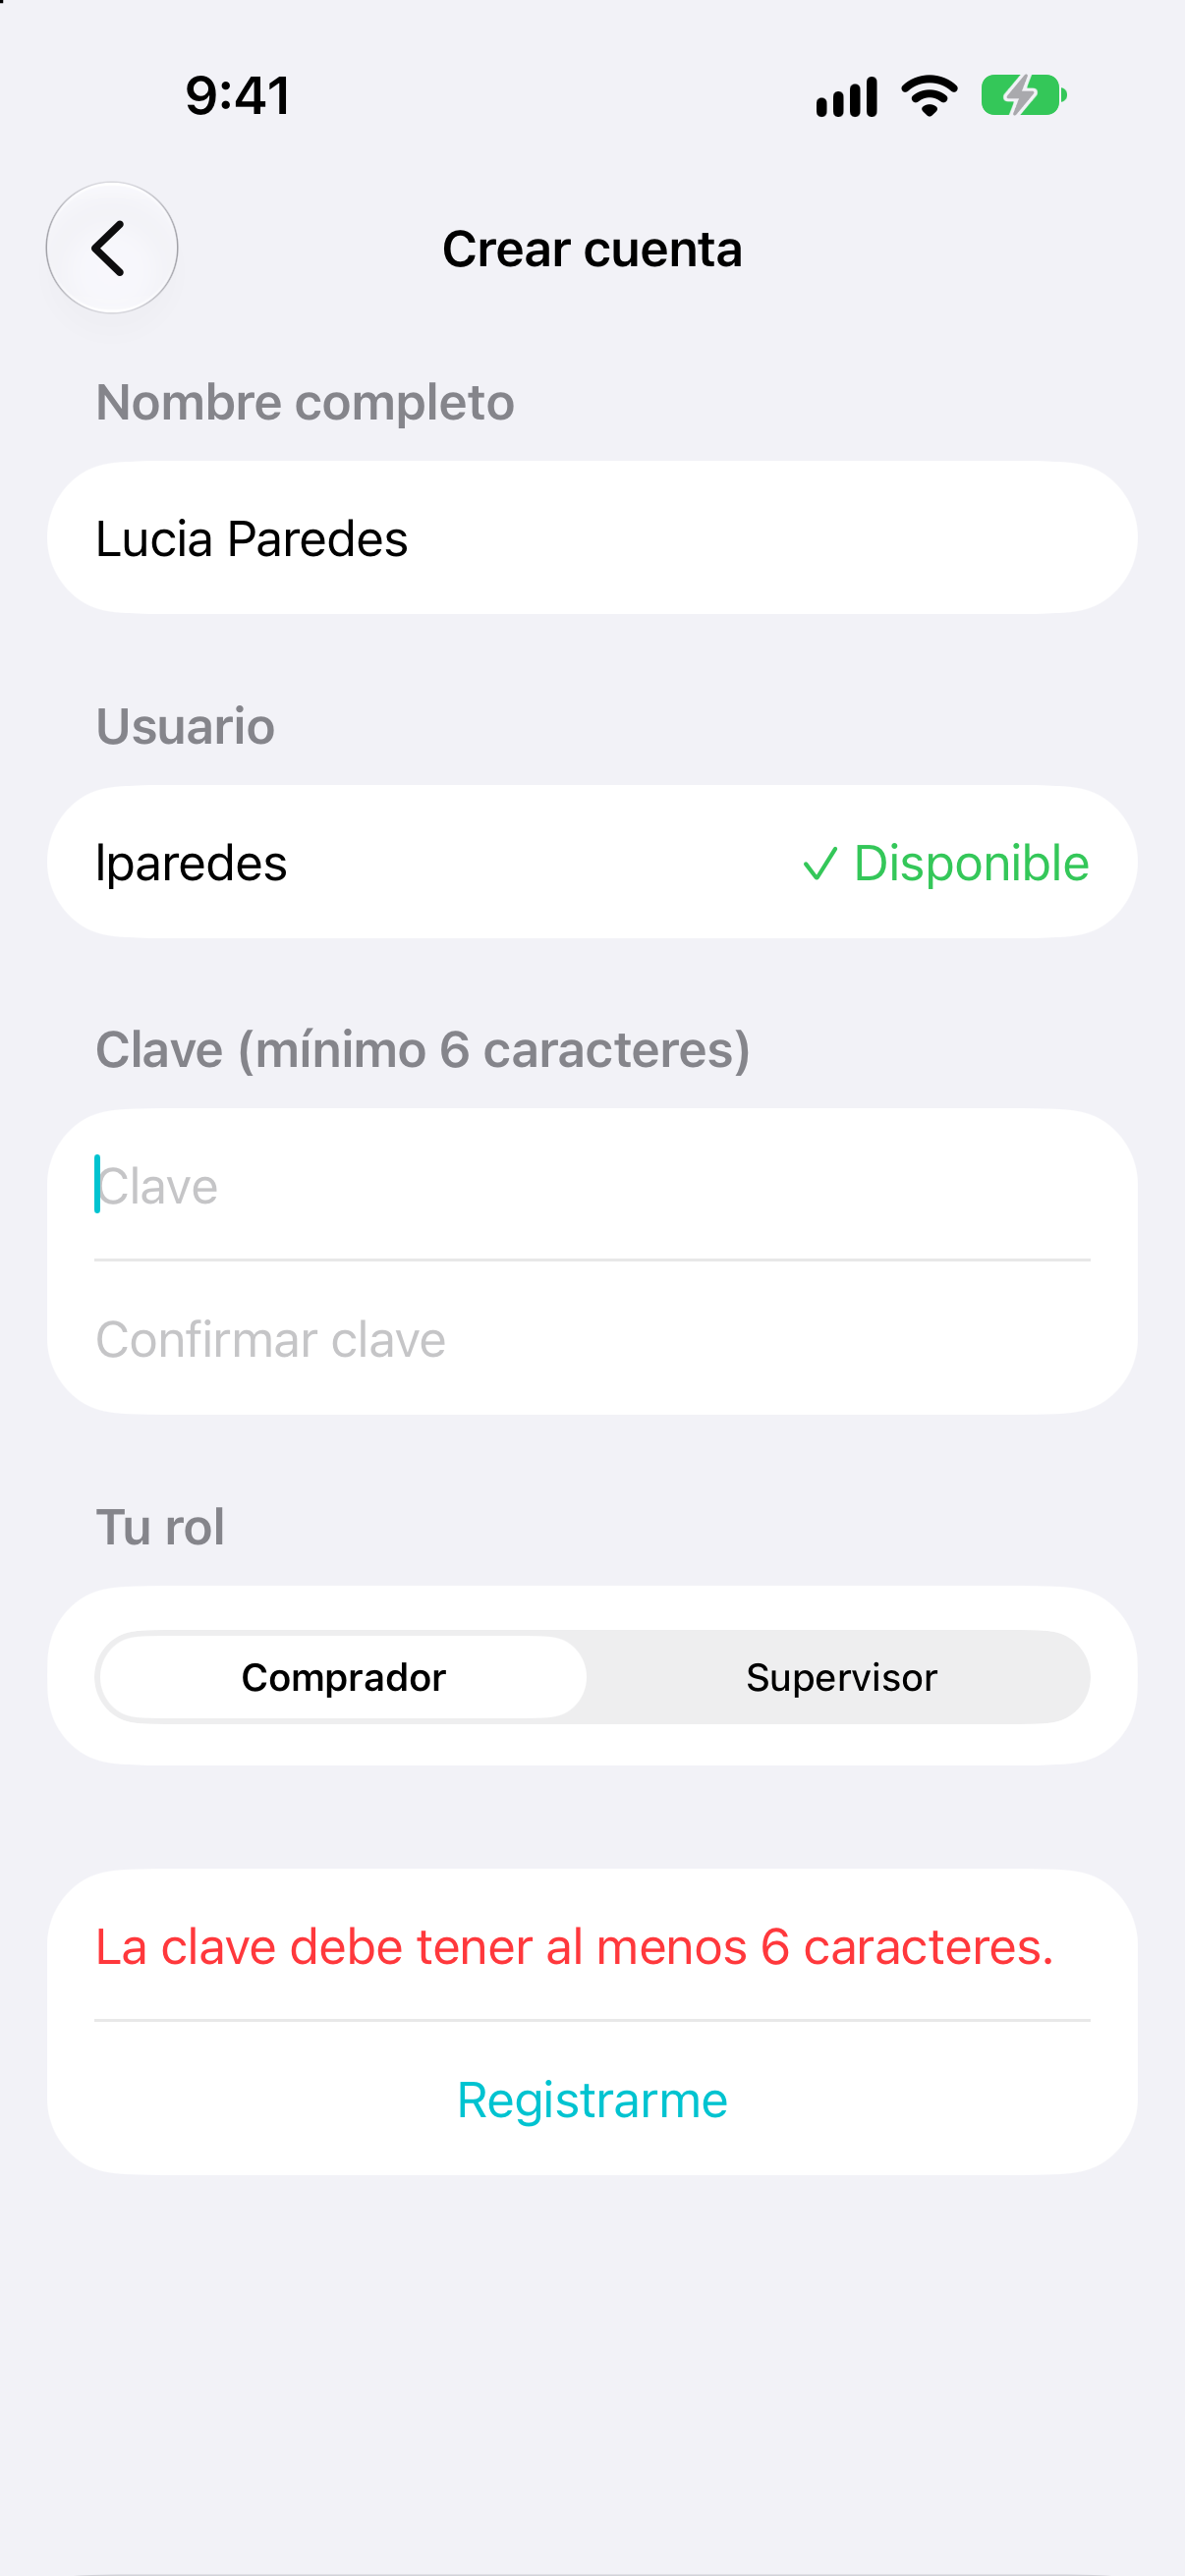 9:41
Crear cuenta
Nombre completo
Lucia Paredes
Usuario
lparedes
✓ Disponible
Clave (mínimo 6 caracteres)
Clave
Confirmar clave
Tu rol
Comprador
Supervisor
La clave debe tener al menos 6 caracteres.
Registrarme